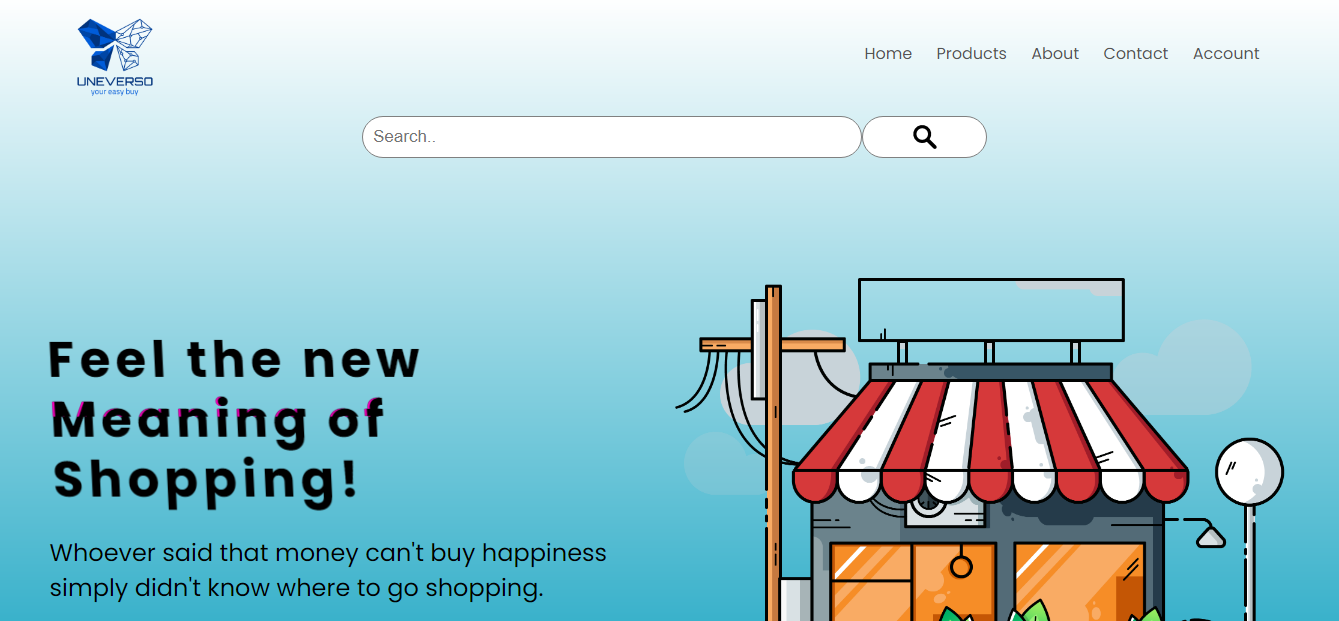 UNEVERSO
your easy buy
Home Products About Contact Account
Search..
Feel the new
Meaning of
Shopping!
Whoever said that money can't buy happiness
simply didn't know where to go shopping.